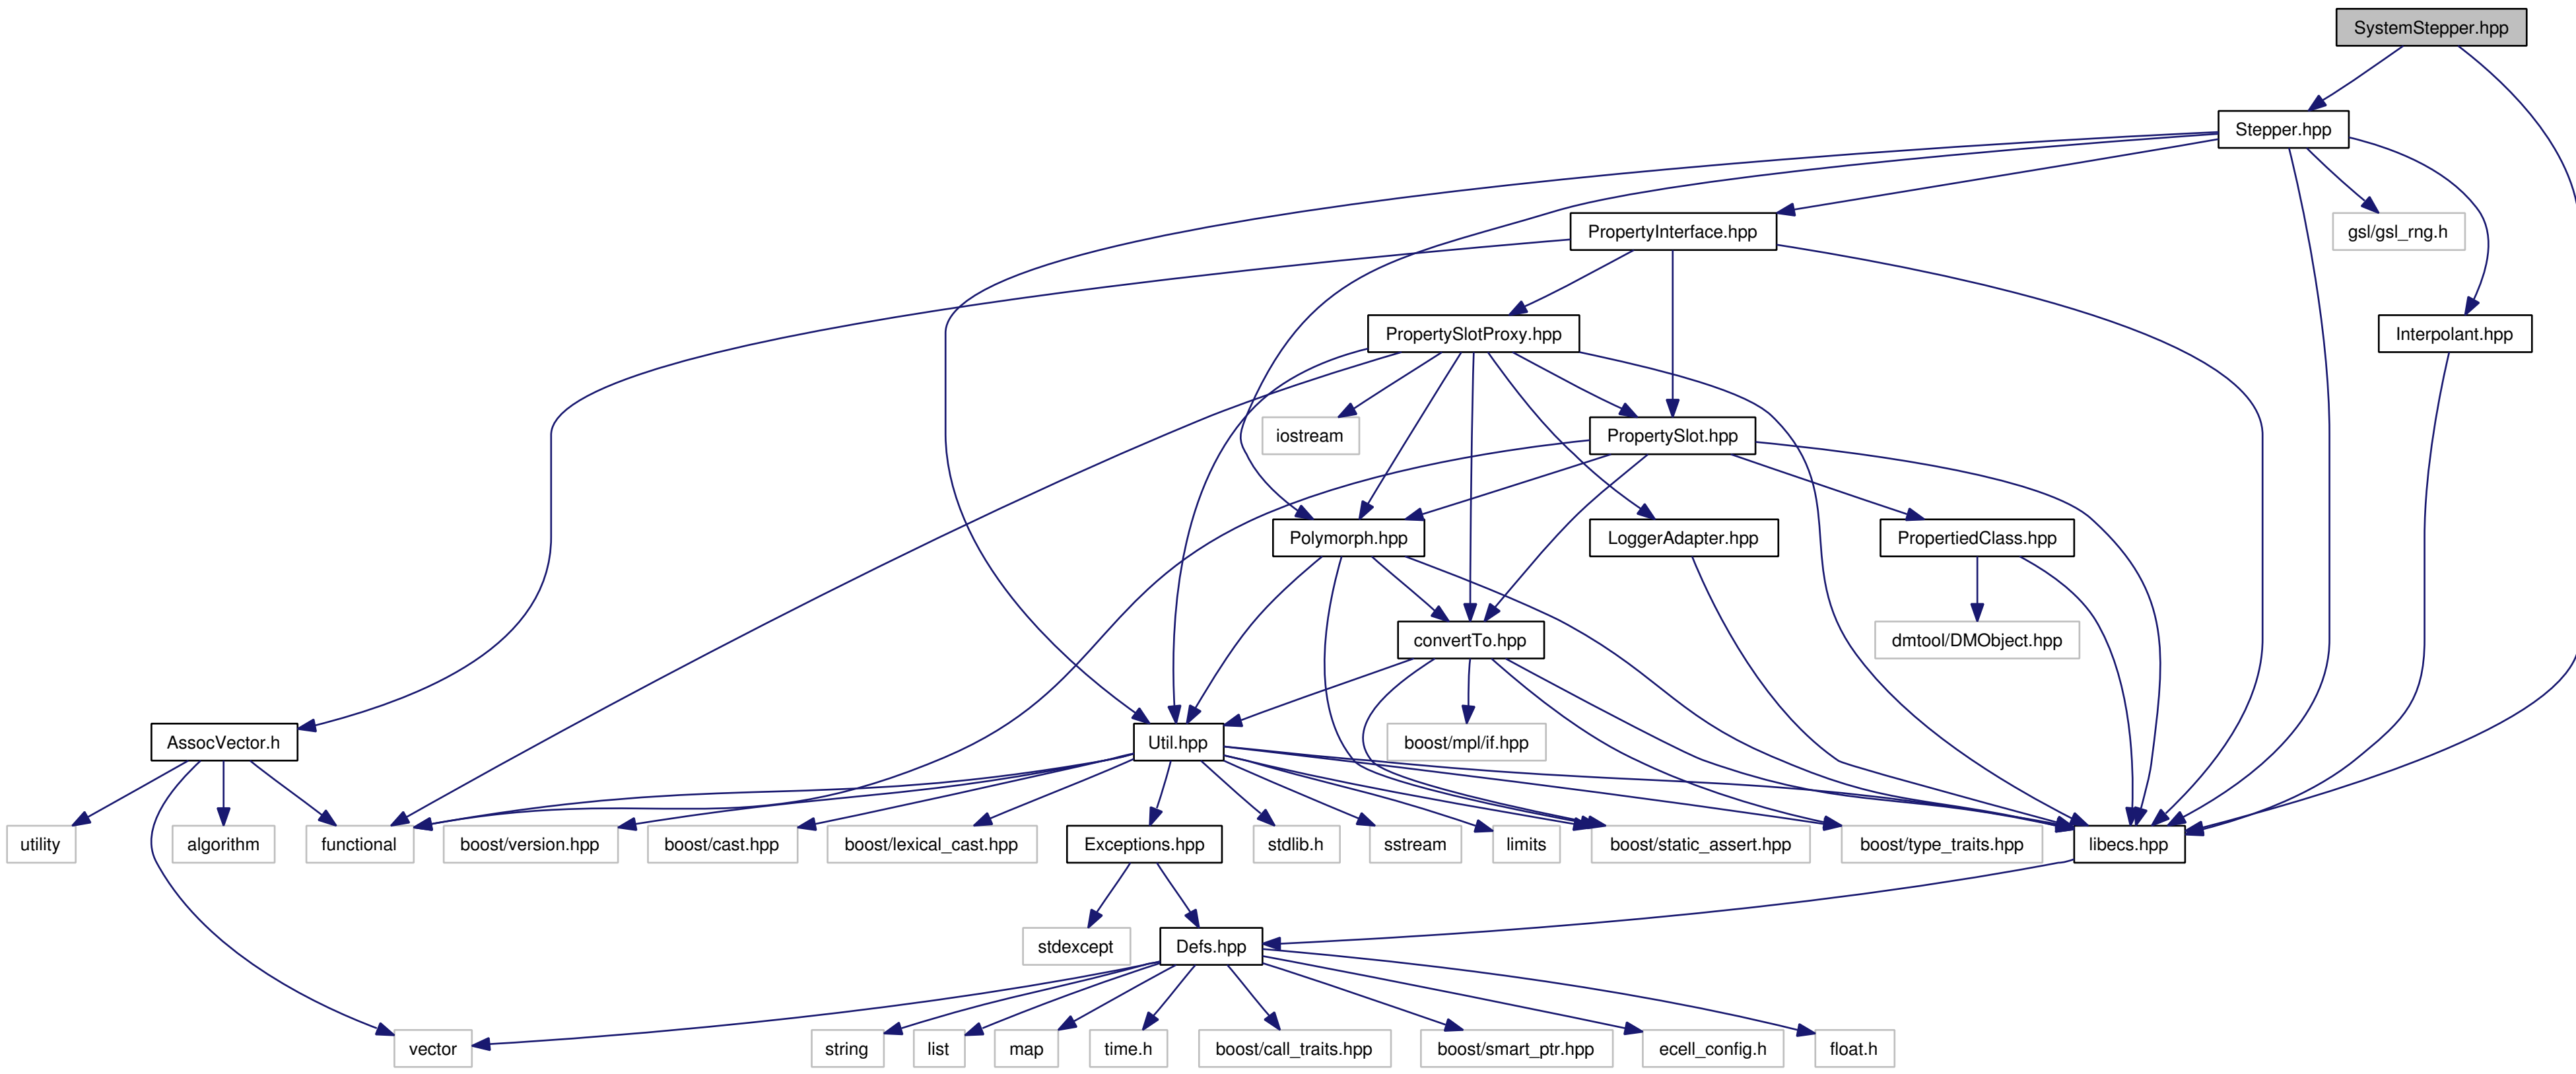 SystemStepper.hpp
Stepper.hpp
PropertyInterface.hpp
gsl/gsl_rng.h
PropertySlotProxy.hpp
Interpolant.hpp
iostream
PropertySlot.hpp
Polymorph.hpp
LoggerAdapter.hpp
PropertiedClass.hpp
convertTo.hpp
dmtool/DMObject.hpp
AssocVector.h
Util.hpp
boost/mpl/if.hpp
utility
algorithm
functional
boost/version.hpp
boost/cast.hpp
boost/lexical_cast.hpp
Exceptions.hpp
stdlib.h
sstream
limits
boost/static_assert.hpp
boost/type_traits.hpp
libecs.hpp
stdexcept
Defs.hpp
vector
string
list
map
time.h
boost/call_traits.hpp
boost/smart_ptr.hpp
ecell_config.h
float.h